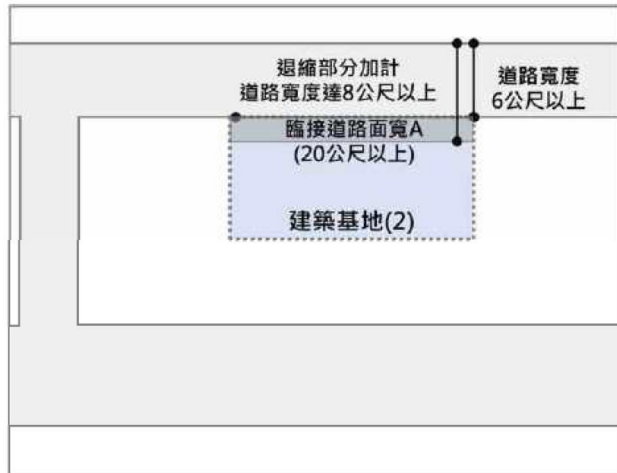 退縮部分加計
道路寬度達8公尺以上
道路寬度
6公尺以上
臨接道路面寬A
(20公尺以上)
建築基地(2)